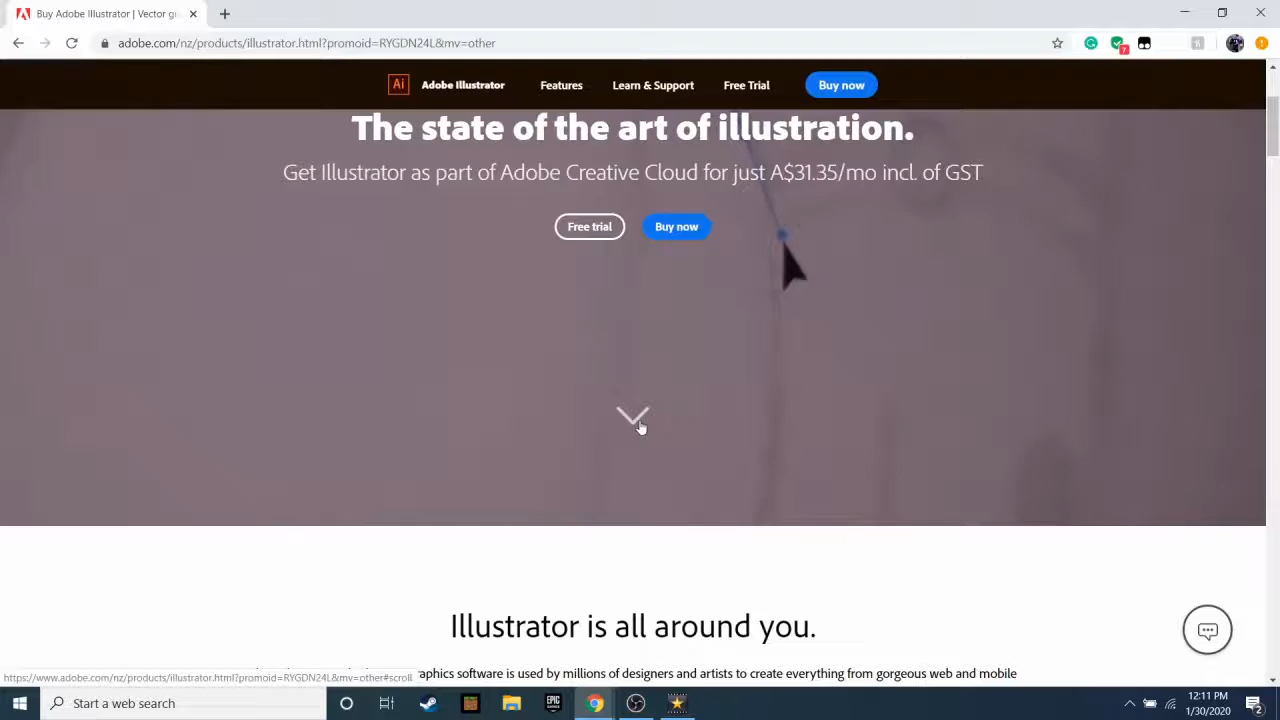 Buy Adobe Illustrator | Vector g
adobe.com/nz/products/illustrator.html?promoid=RYGDN24L&mv=other
7
Ai Adobe Illustrator Features Learn & Support Free Trial Buy now
The state of the art of illustration.
Get Illustrator as part of Adobe Creative Cloud for just A$31.35/mo incl. of GST
Free trial Buy now
Illustrator is all around you.
graphics software is used by millions of designers and artists to create everything from gorgeous web and mobile
https://www.adobe.com/nz/products/illustrator.html?promoid=RYGDN24L&mv=other#scroll
Start a web search
EPIC GAMES
12:11 PM
1/30/2020
2